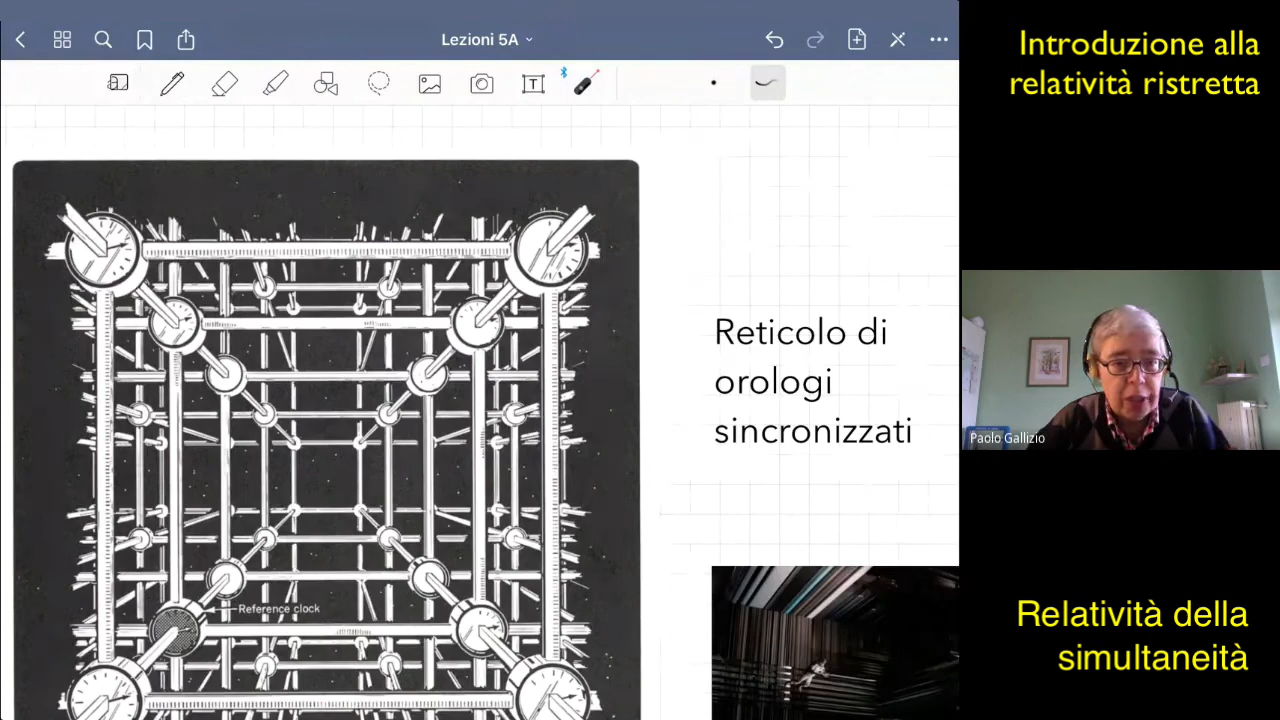 Lezioni 5A
T
Introduzione alla
relatività ristretta
Reticolo di
orologi
sincronizzati
Paolo Gallizio
Reference clock
Relatività della
simultaneità